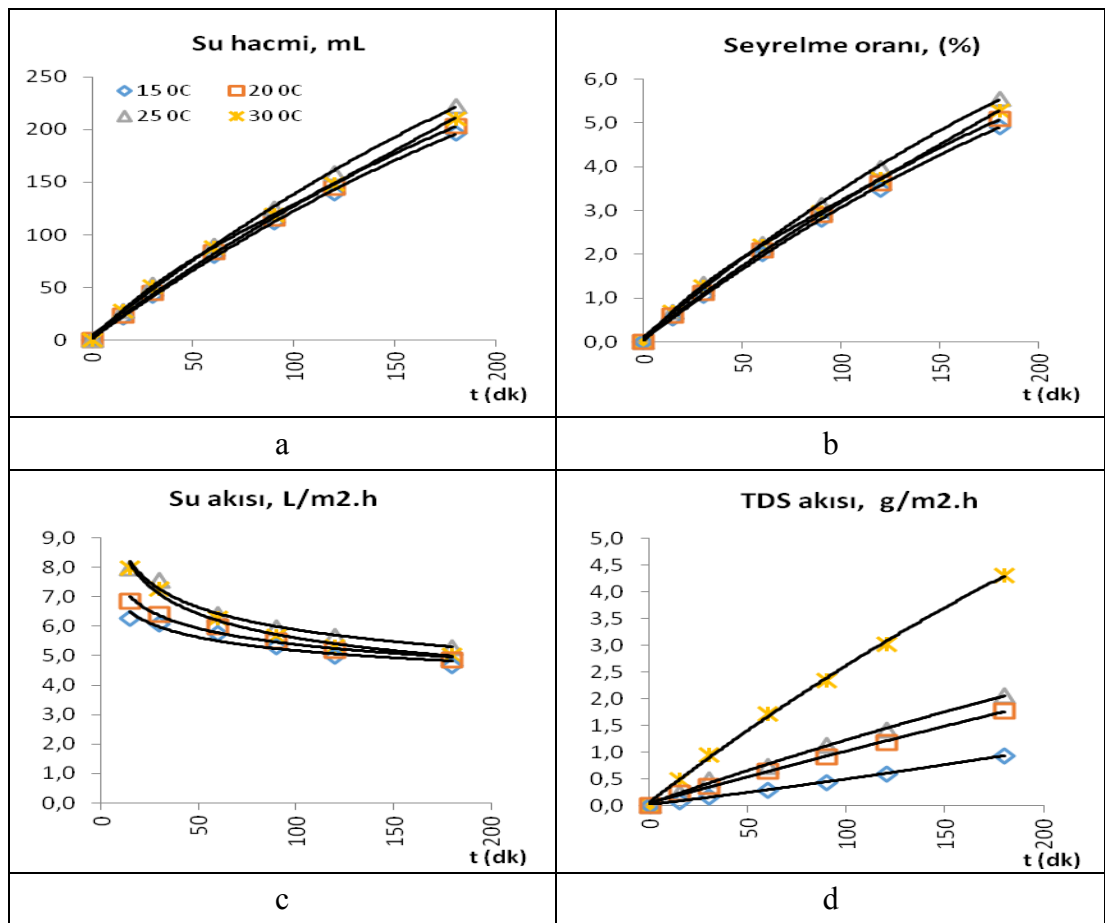 Su hacmi, mL
15 0C 20 0C
25 0C 30 0C
250
200
150
100
50
0
0 50 100 150 200
t (dk)
a
Seyrelme oranı, (%)
6,0
5,0
4,0
3,0
2,0
1,0
0,0
0 50 100 150 200
t (dk)
b
Su akısı, L/m2.h
9,0
8,0
7,0
6,0
5,0
4,0
3,0
2,0
1,0
0,0
0 50 100 150 200
t (dk)
c
TDS akısı, g/m2.h
5,0
4,5
4,0
3,5
3,0
2,5
2,0
1,5
1,0
0,5
0,0
0 50 100 150 200
t (dk)
d